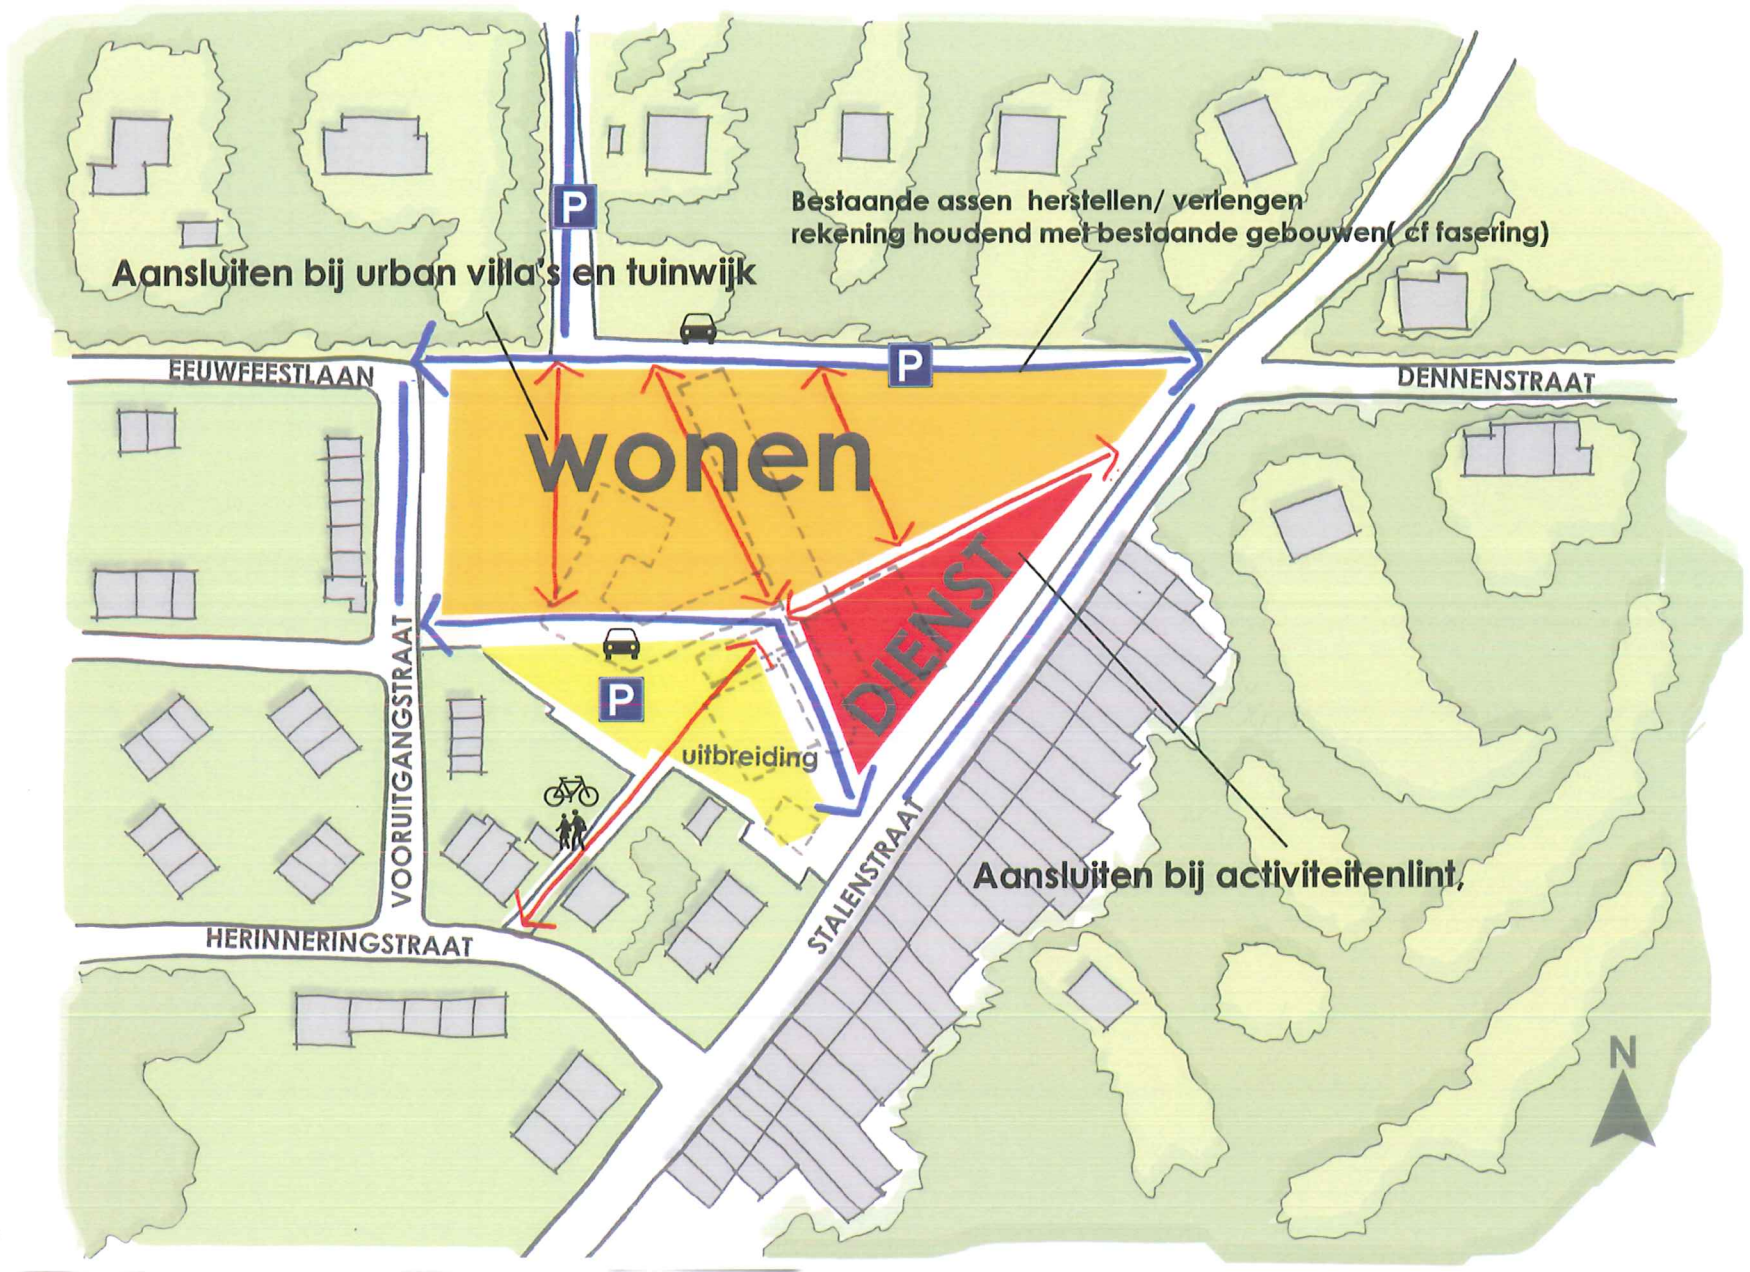 P
Bestaande assen herstellen/ verlengen
rekening houdend met bestaande gebouwen( cf fasering)
Aansluiten bij urban villa's en tuinwijk
P
EEUWFEESTLAAN
DENNENSTRAAT
wonen
DIENST
P
uitbreiding
VOORUITGANGSTRAAT
STALENSTRAAT
Aansluiten bij activiteitenlint,
HERINNERINGSTRAAT
N